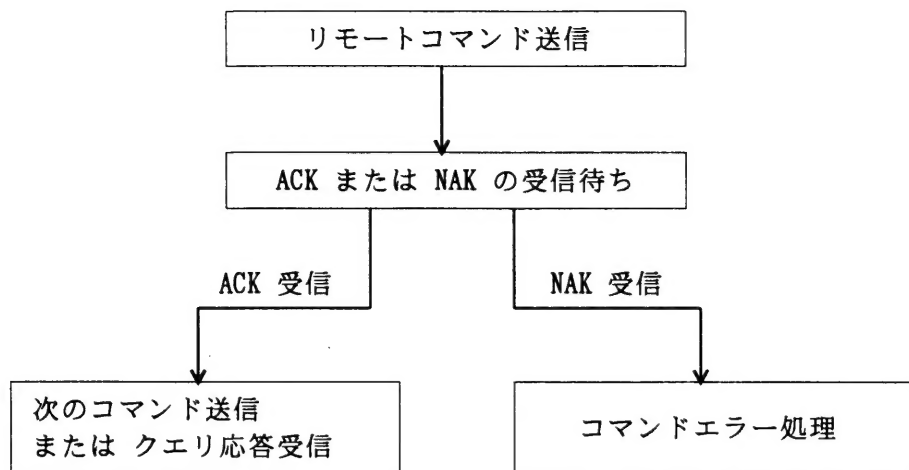 リモートコマンド送信
ACK または NAK の受信待ち
ACK 受信
NAK 受信
次のコマンド送信
または クエリ応答受信
コマンドエラー処理